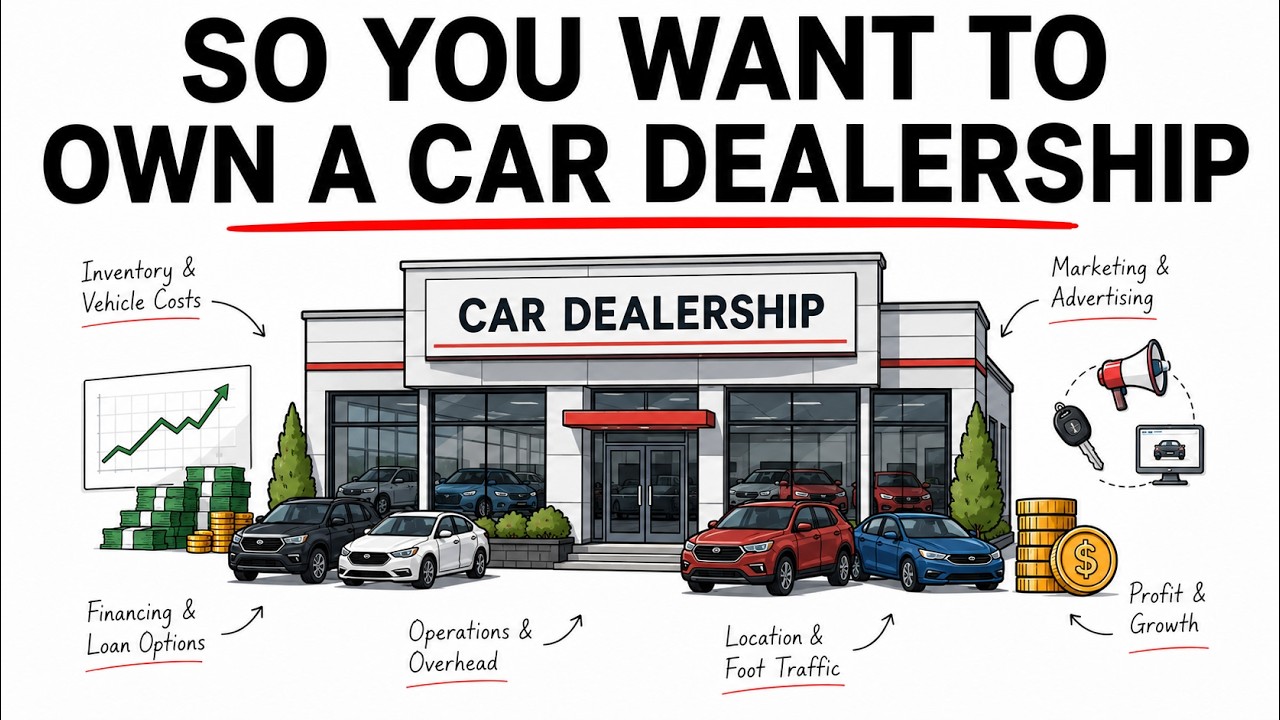 SO YOU WANT TO
OWN A CAR DEALERSHIP
Inventory &
Vehicle Costs
Marketing &
Advertising
CAR DEALERSHIP
Financing &
Loan Options
Operations &
Overhead
Location &
Foot Traffic
Profit &
Growth
$